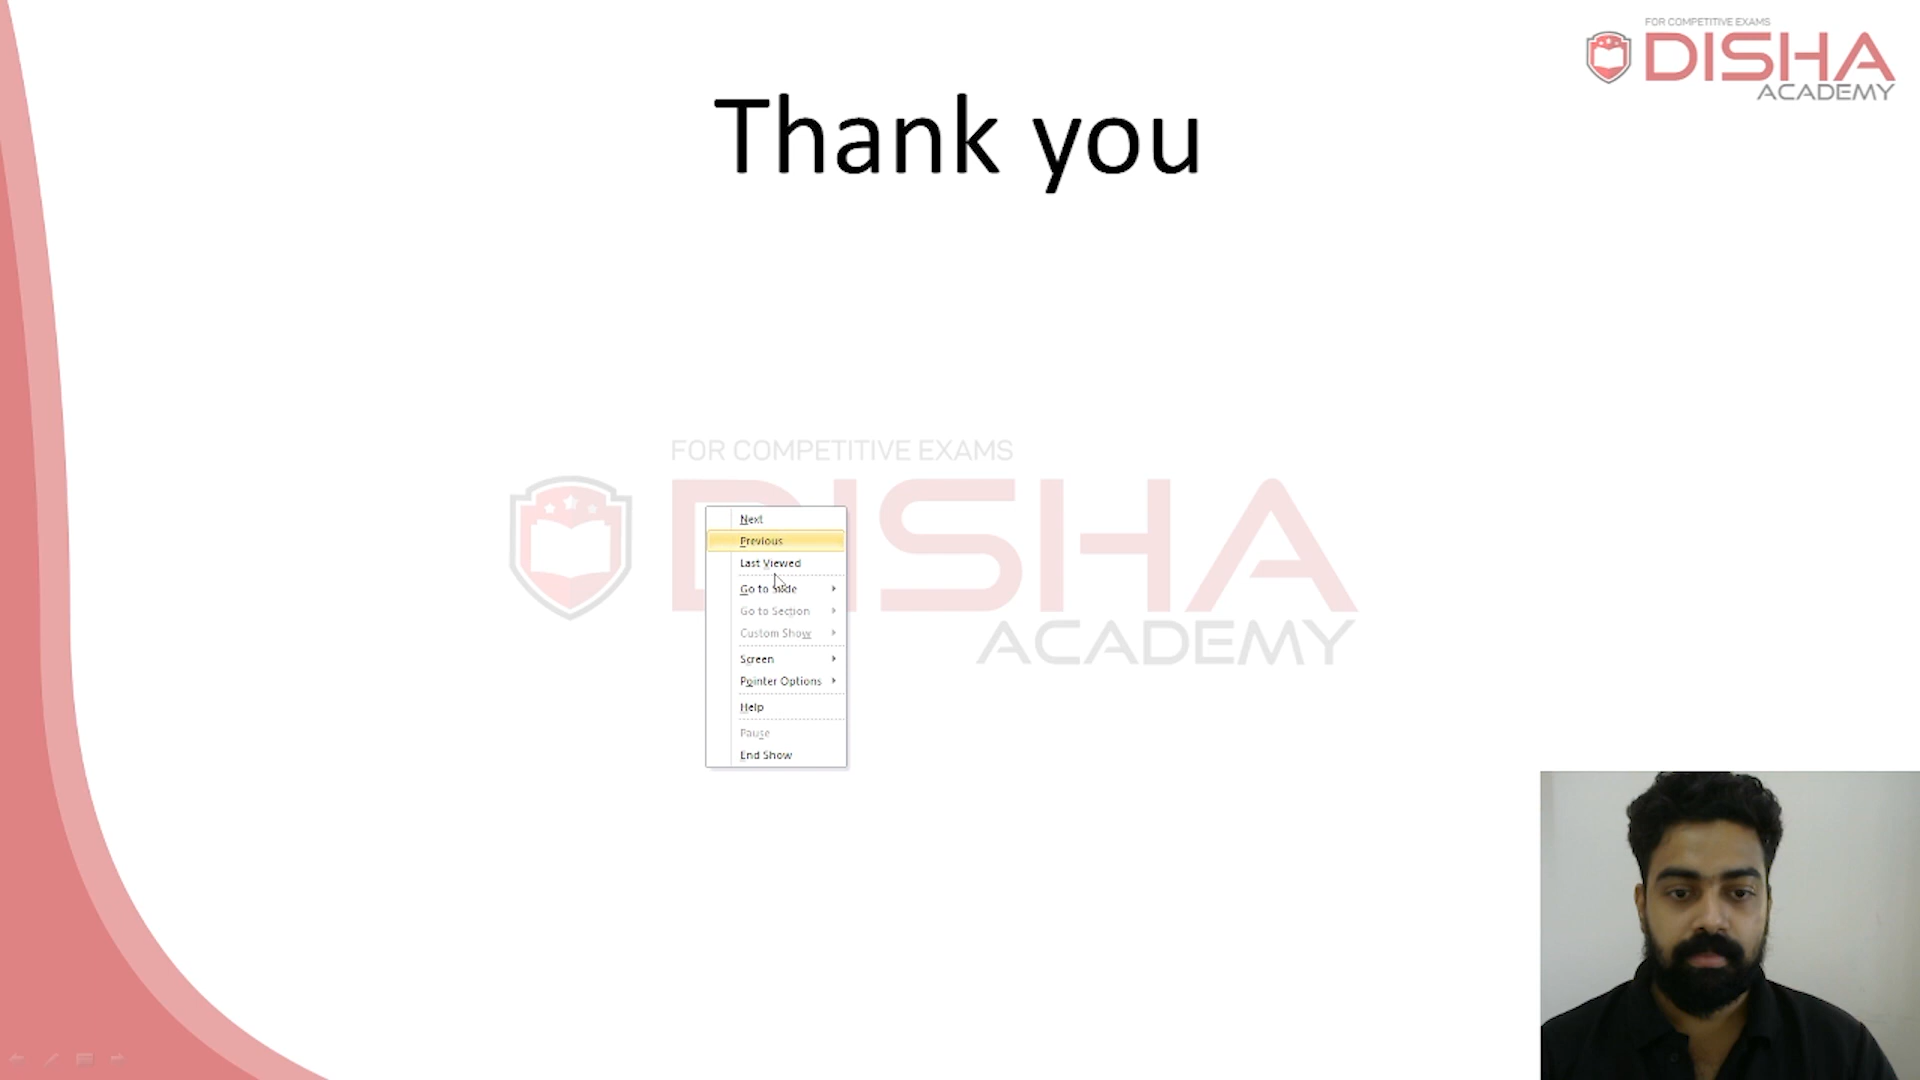 FOR COMPETITIVE EXAMS
DISHA
ACADEMY
Thank you
FOR COMPETITIVE EXAMS
DISHA
ACADEMY
Next
Previous
Last Viewed
Go to Slide
Go to Section
Custom Show
Screen
Pointer Options
Help
Pause
End Show